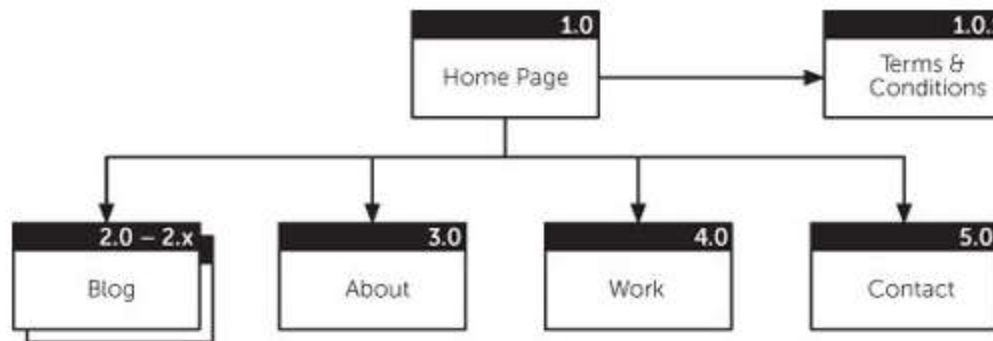 1.0
1.0.
Home Page
Terms &
Conditions
2.0 – 2.x
3.0
4.0
5.0
Blog
About
Work
Contact